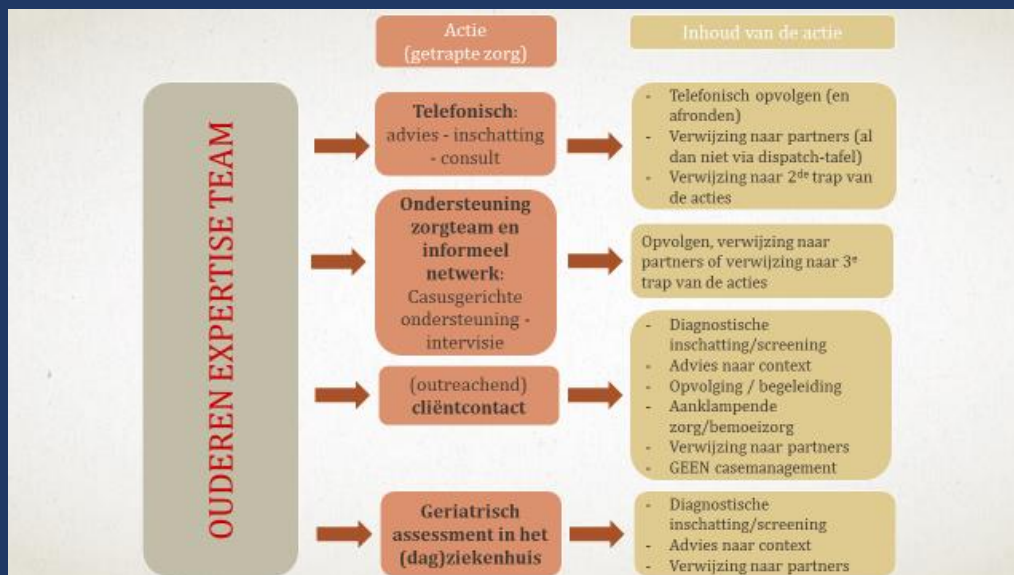 Actie
(getrapte zorg)
Inhoud van de actie
OUDEREN EXPERTISE TEAM
Telefonisch:
advies - inschatting
- consult
- Telefonisch opvolgen (en
afronden)
- Verwijzing naar partners (al
dan niet via dispatch-tafel)
- Verwijzing naar 2de trap van
de acties
Ondersteuning
zorgteam en
informeel
netwerk:
Casusgerichte
ondersteuning -
intervisie
Opvolgen, verwijzing naar
partners of verwijzing naar 3e
trap van de acties
(outreachend)
cliëntcontact
- Diagnostische
inschatting/screening
- Advies naar context
- Opvolging / begeleiding
- Aanklampende
zorg/bemoeizorg
- Verwijzing naar partners
- GEEN casemanagement
Geriatrisch
assessment in het
(dag)ziekenhuis
- Diagnostische
inschatting/screening
- Advies naar context
- Verwijzing naar partners